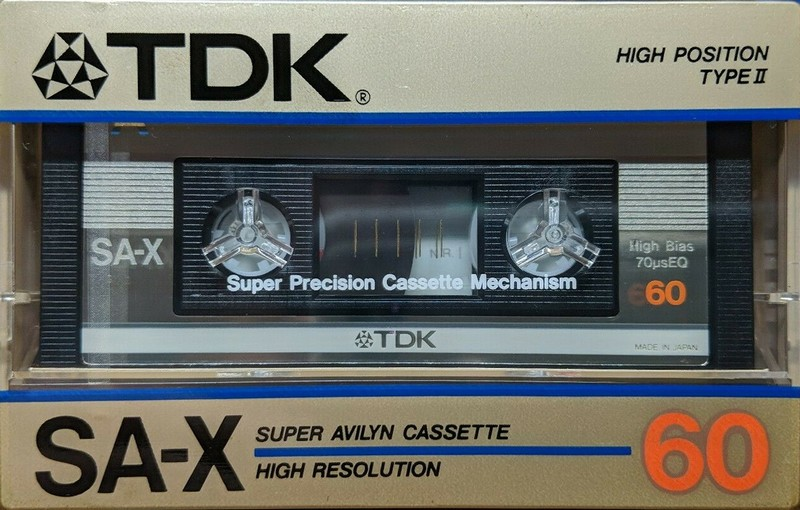 TDK®
HIGH POSITION
TYPE II
SA-X
High Bias
70µsEQ
60
Super Precision Cassette Mechanism
TDK
MADE IN JAPAN
SA-X
SUPER AVILYN CASSETTE
HIGH RESOLUTION
60